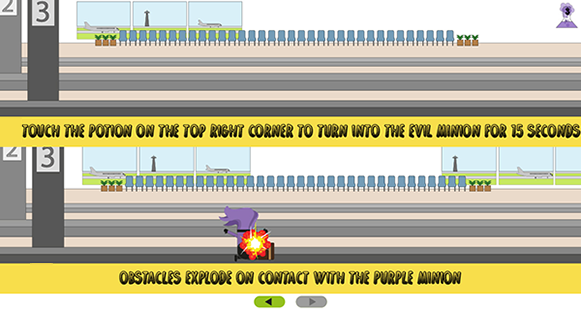 2
3
TOUCH THE POTION ON THE TOP RIGHT CORNER TO TURN INTO THE EVIL MINION FOR 15 SECONDS
2
3
OBSTACLES EXPLODE ON CONTACT WITH THE PURPLE MINION